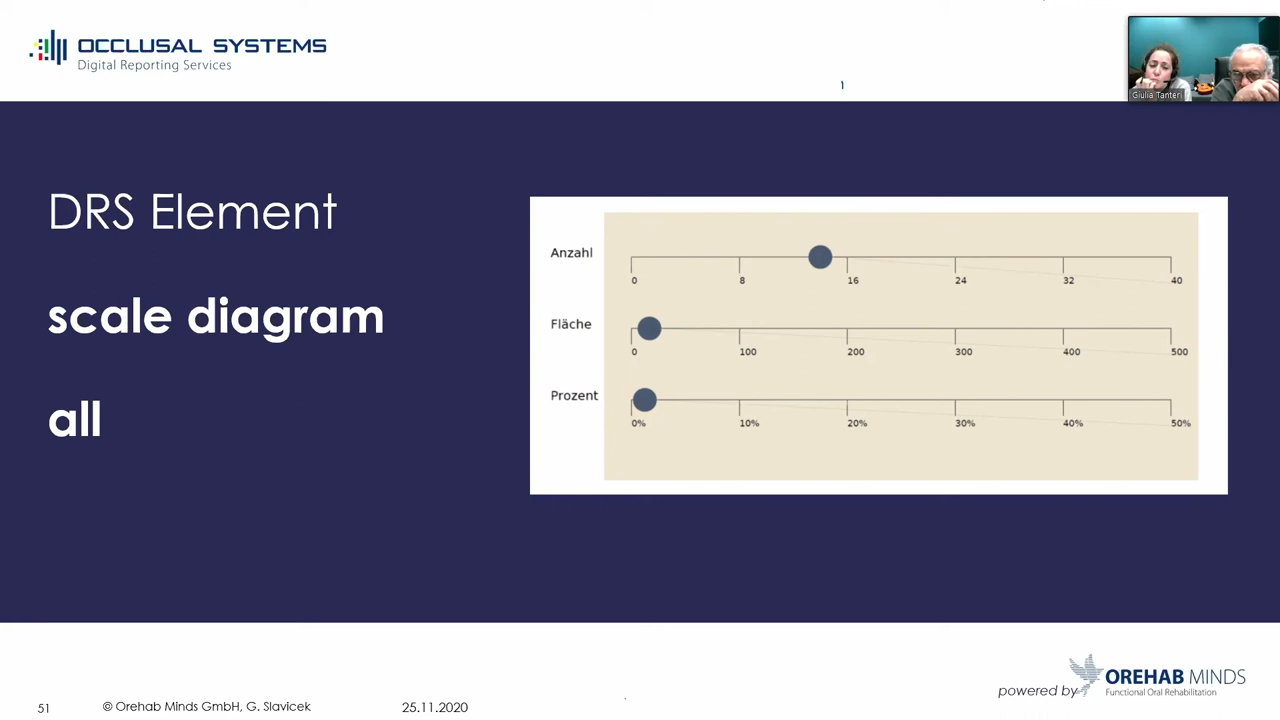 OCCLUSAL SYSTEMS
Digital Reporting Services
Giulia Tanteri
DRS Element
scale diagram
all
Anzahl
0 8 16 24 32 40
Fläche
0 100 200 300 400 500
Prozent
0% 10% 20% 30% 40% 50%
51
© Orehab Minds GmbH, G. Slavicek
25.11.2020
powered by
OREHAB MINDS
Functional Oral Rehabilitation